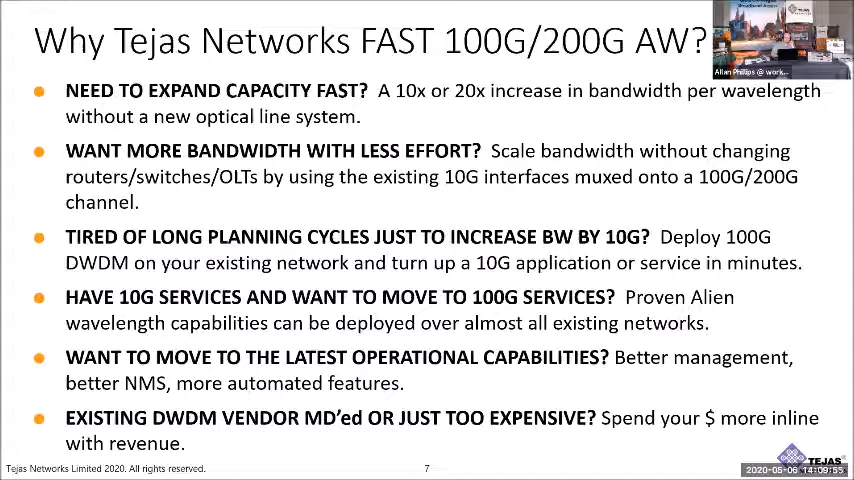 Why Tejas Networks FAST 100G/200G AW?
Broadband Access
TEJAS
Allan Phillips @ work...
NEED TO EXPAND CAPACITY FAST? A 10x or 20x increase in bandwidth per wavelength
without a new optical line system.
WANT MORE BANDWIDTH WITH LESS EFFORT? Scale bandwidth without changing
routers/switches/OLTs by using the existing 10G interfaces muxed onto a 100G/200G
channel.
TIRED OF LONG PLANNING CYCLES JUST TO INCREASE BW BY 10G? Deploy 100G
DWDM on your existing network and turn up a 10G application or service in minutes.
HAVE 10G SERVICES AND WANT TO MOVE TO 100G SERVICES? Proven Alien
wavelength capabilities can be deployed over almost all existing networks.
WANT TO MOVE TO THE LATEST OPERATIONAL CAPABILITIES? Better management,
better NMS, more automated features.
EXISTING DWDM VENDOR MD'ed OR JUST TOO EXPENSIVE? Spend your $ more inline
with revenue.
Tejas Networks Limited 2020. All rights reserved.
7
TEJAS
2020-05-06 14:09:55